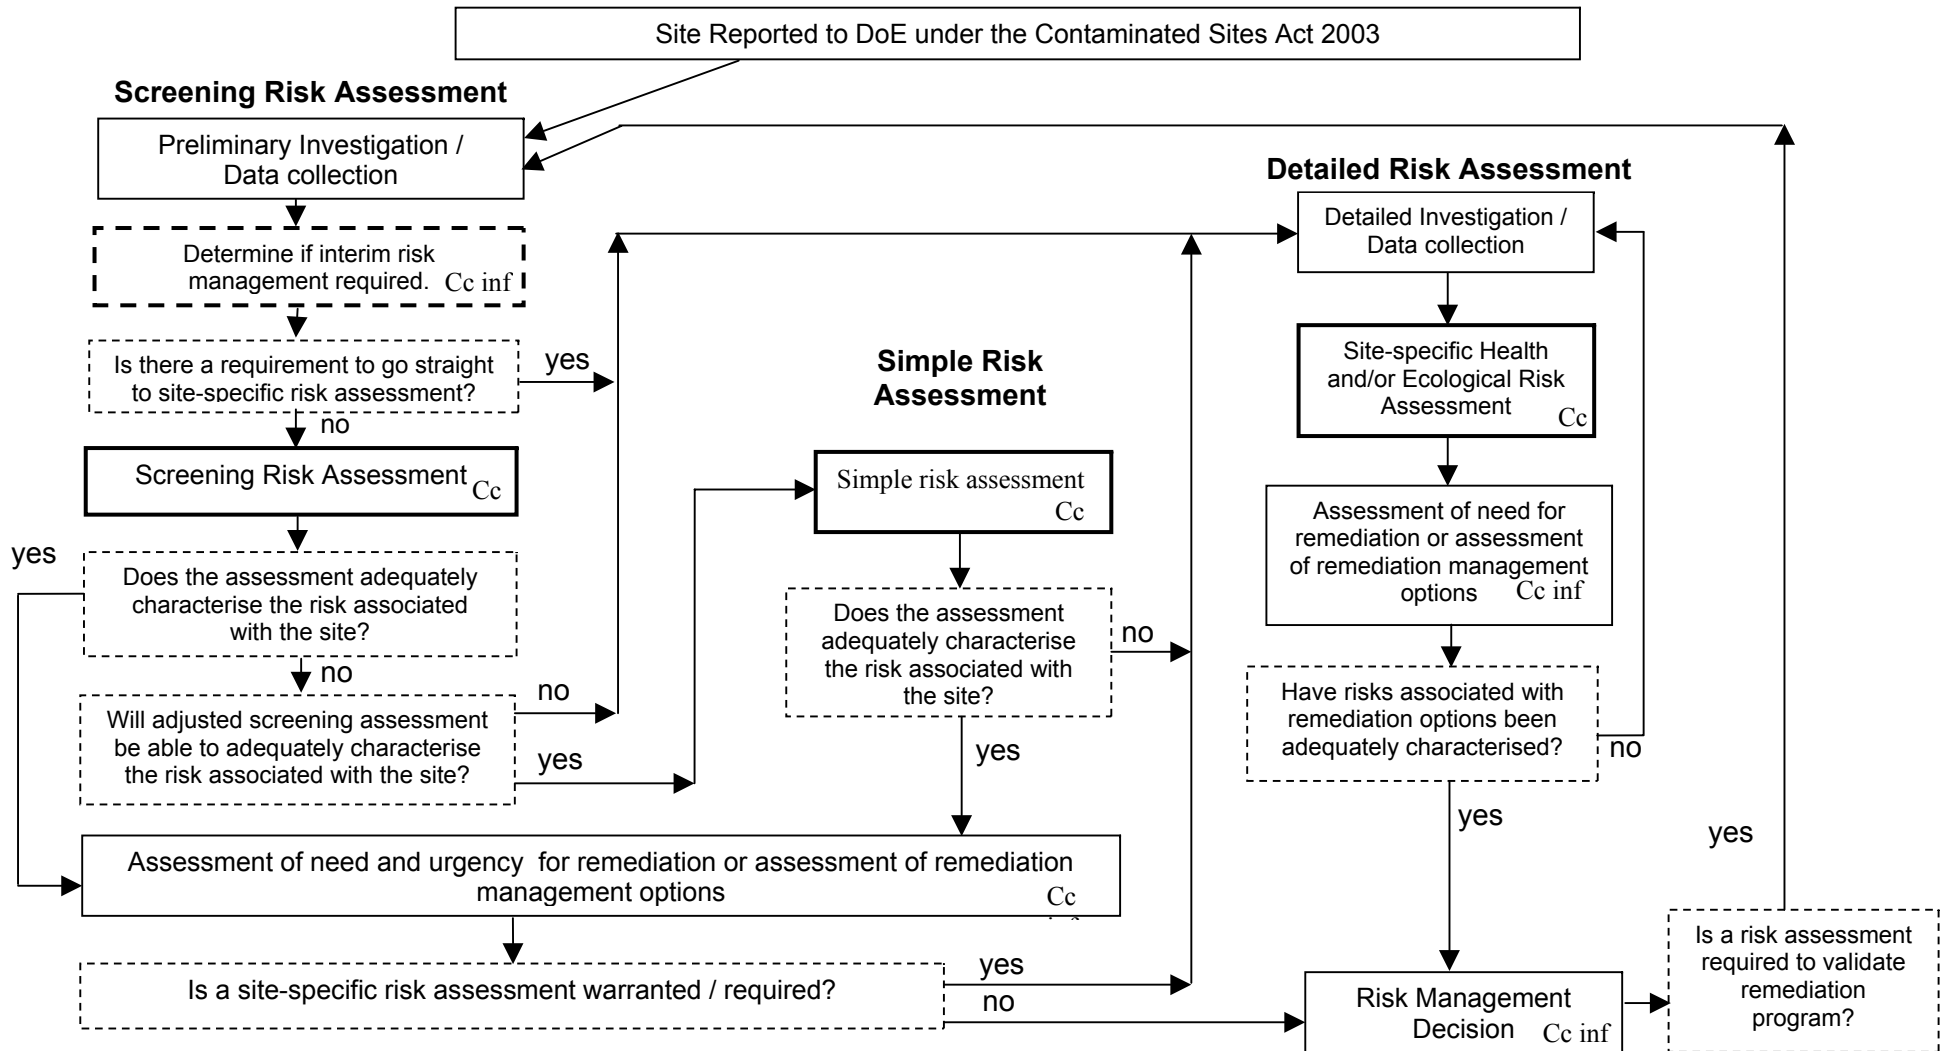 Site Reported to DoE under the Contaminated Sites Act 2003
Screening Risk Assessment
Preliminary Investigation /
Data collection
Determine if interim risk
management required. Cc inf
Is there a requirement to go straight
to site-specific risk assessment?
yes
no
Screening Risk Assessment Cc
yes
Does the assessment adequately
characterise the risk associated
with the site?
no
Will adjusted screening assessment
be able to adequately characterise
the risk associated with the site?
no
yes
Simple Risk
Assessment
Simple risk assessment
Cc
Does the assessment
adequately characterise
the risk associated with
the site?
no
yes
Assessment of need and urgency for remediation or assessment of remediation
management options Cc
Is a site-specific risk assessment warranted / required?
yes
no
Detailed Risk Assessment
Detailed Investigation /
Data collection
Site-specific Health
and/or Ecological Risk
Assessment Cc
Assessment of need for
remediation or assessment
of remediation management
options Cc inf
Have risks associated with
remediation options been
adequately characterised?
no
yes
Risk Management
Decision Cc inf
yes
Is a risk assessment
required to validate
remediation
program?